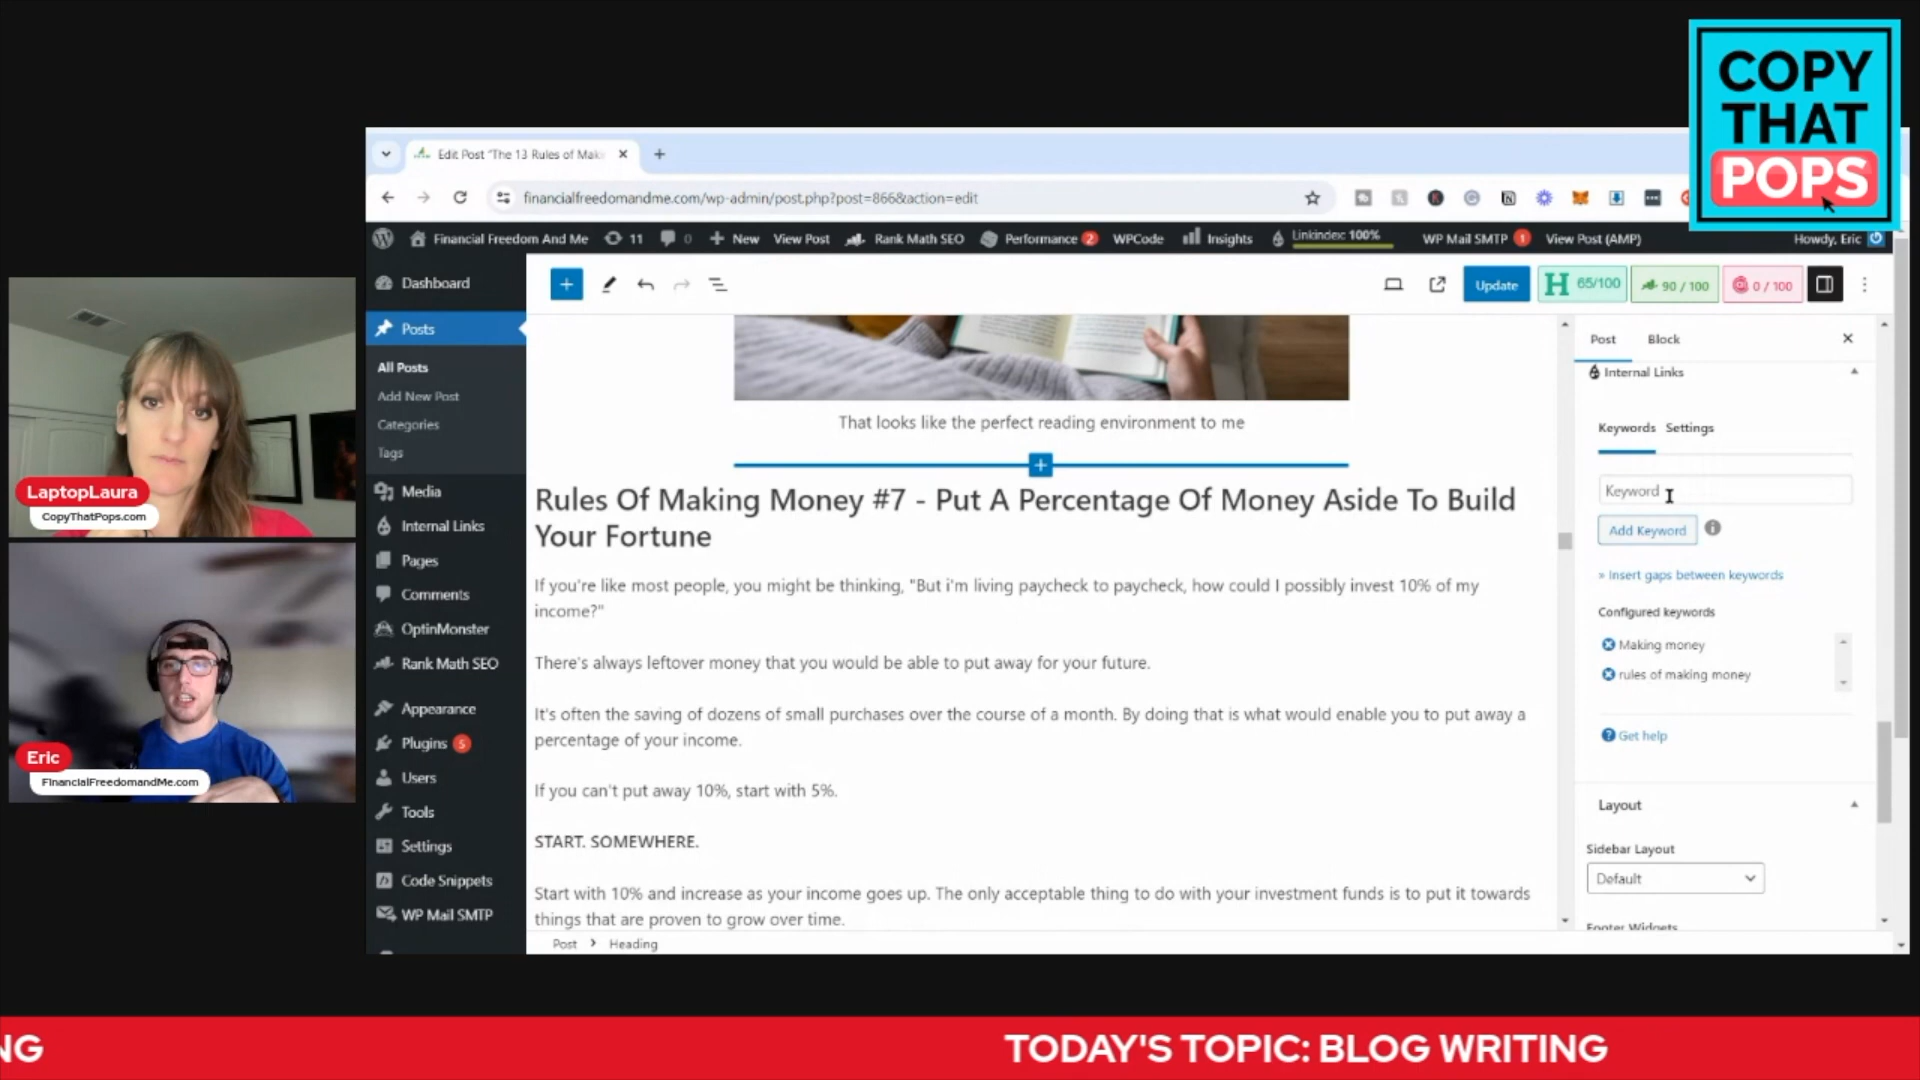 COPY
THAT
POPS
Edit Post "The 13 Rules of Mak
financialfreedomandme.com/wp-admin/post.php?post=866&action=edit
Financial Freedom And Me
11
0
New
View Post
Rank Math SEO
Performance 2
WPCode
Insights
Linkindex: 100%
WP Mail SMTP 1
View Post (AMP)
Howdy, Eric
Dashboard
Posts
All Posts
Add New Post
Categories
Tags
Media
Internal Links
Pages
Comments
OptinMonster
Rank Math SEO
Appearance
Plugins 5
Users
Tools
Settings
Code Snippets
WP Mail SMTP
Update
H 65/100
90 / 100
0 / 100
That looks like the perfect reading environment to me
Rules Of Making Money #7 - Put A Percentage Of Money Aside To Build
Your Fortune
If you're like most people, you might be thinking, "But i'm living paycheck to paycheck, how could I possibly invest 10% of my
income?"
There's always leftover money that you would be able to put away for your future.
It's often the saving of dozens of small purchases over the course of a month. By doing that is what would enable you to put away a
percentage of your income.
If you can't put away 10%, start with 5%.
START. SOMEWHERE.
Start with 10% and increase as your income goes up. The only acceptable thing to do with your investment funds is to put it towards
things that are proven to grow over time.
Post > Heading
Post
Block
Internal Links
Keywords
Settings
Keyword
Add Keyword
» Insert gaps between keywords
Configured keywords
Making money
rules of making money
Get help
Layout
Sidebar Layout
Default
Footer Widgets
LaptopLaura
CopyThatPops.com
Eric
FinancialFreedomandMe.com
NG
TODAY'S TOPIC: BLOG WRITING